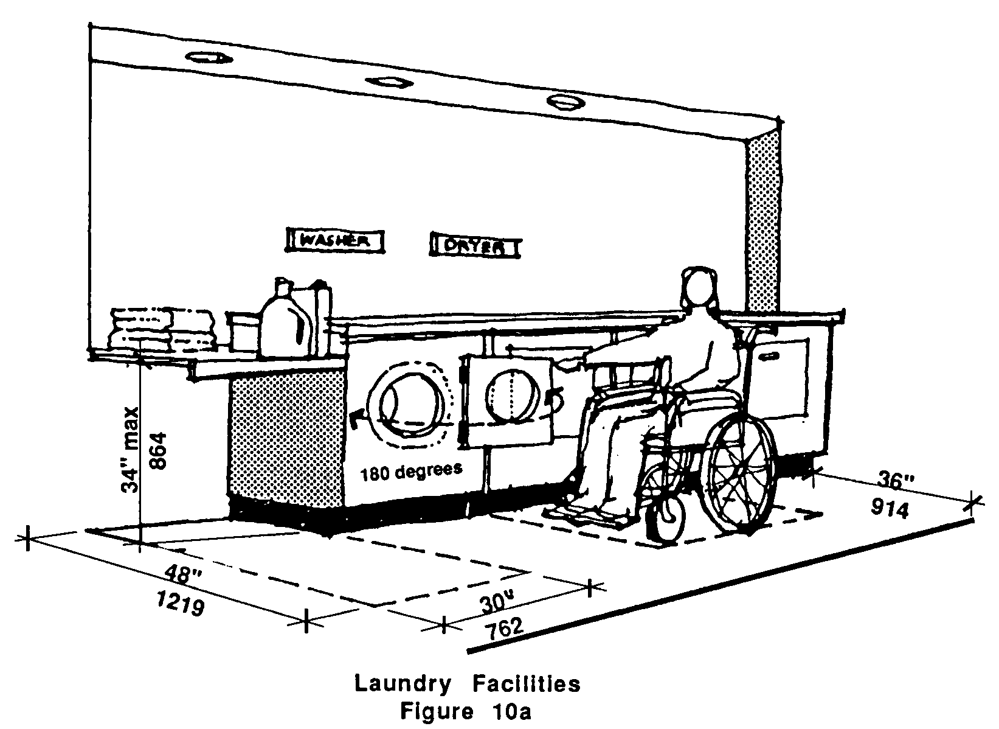 WASHER
DRYER
34" max
864
180 degrees
36"
914
48"
1219
30"
762
Laundry Facilities
Figure 10a